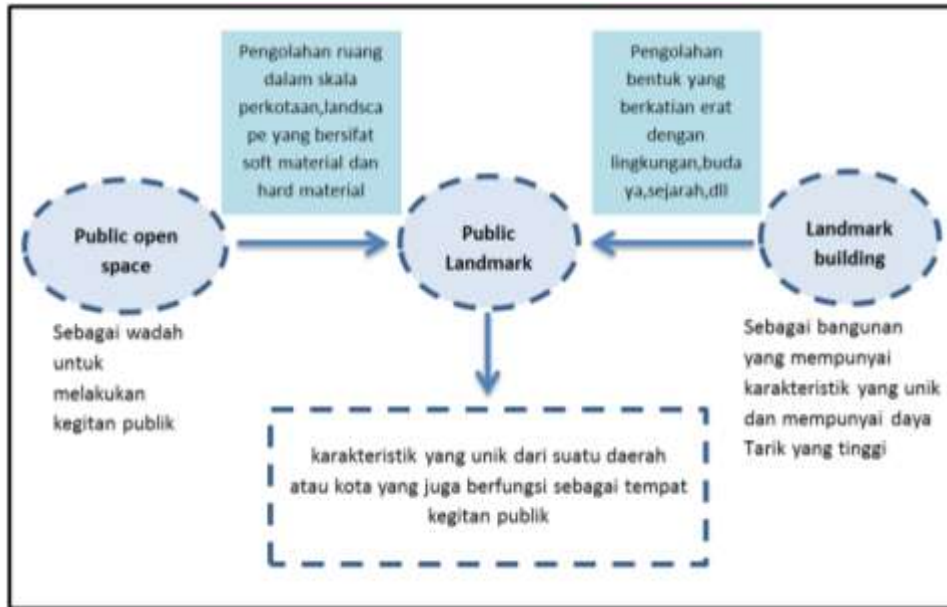 Pengolahan ruang
dalam skala
perkotaan,landsca
pe yang bersifat
soft material dan
hard material
Pengolahan
bentuk yang
berkatian erat
dengan
lingkungan,buda
ya,sejarah,dll
Public open
space
Public
Landmark
Landmark
building
Sebagai wadah
untuk
melakukan
kegitan publik
Sebagai bangunan
yang mempunyai
karakteristik yang unik
dan mempunyai daya
Tarik yang tinggi
karakteristik yang unik dari suatu daerah
atau kota yang juga berfungsi sebagai tempat
kegitan publik